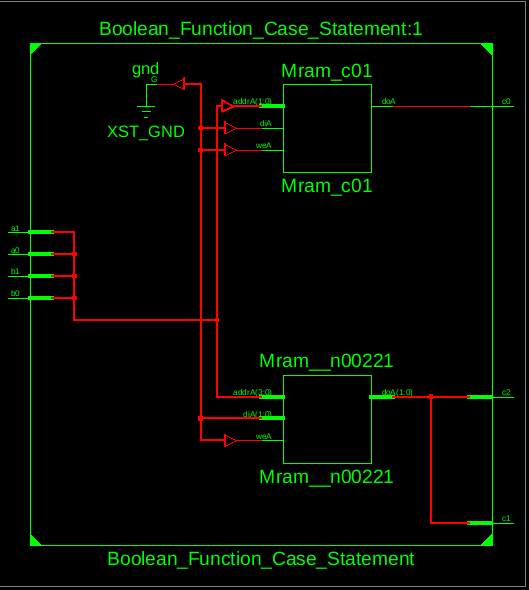 Boolean_Function_Case_Statement:1
gnd
G
XST_GND
Mram_c01
addrA(1:0)
diA
weA
doA
c0
Mram_c01
a1
a0
b1
b0
Mram__n00221
addrA(3:0)
diA(1:0)
weA
doA(1:0)
c2
Mram__n00221
c1
Boolean_Function_Case_Statement